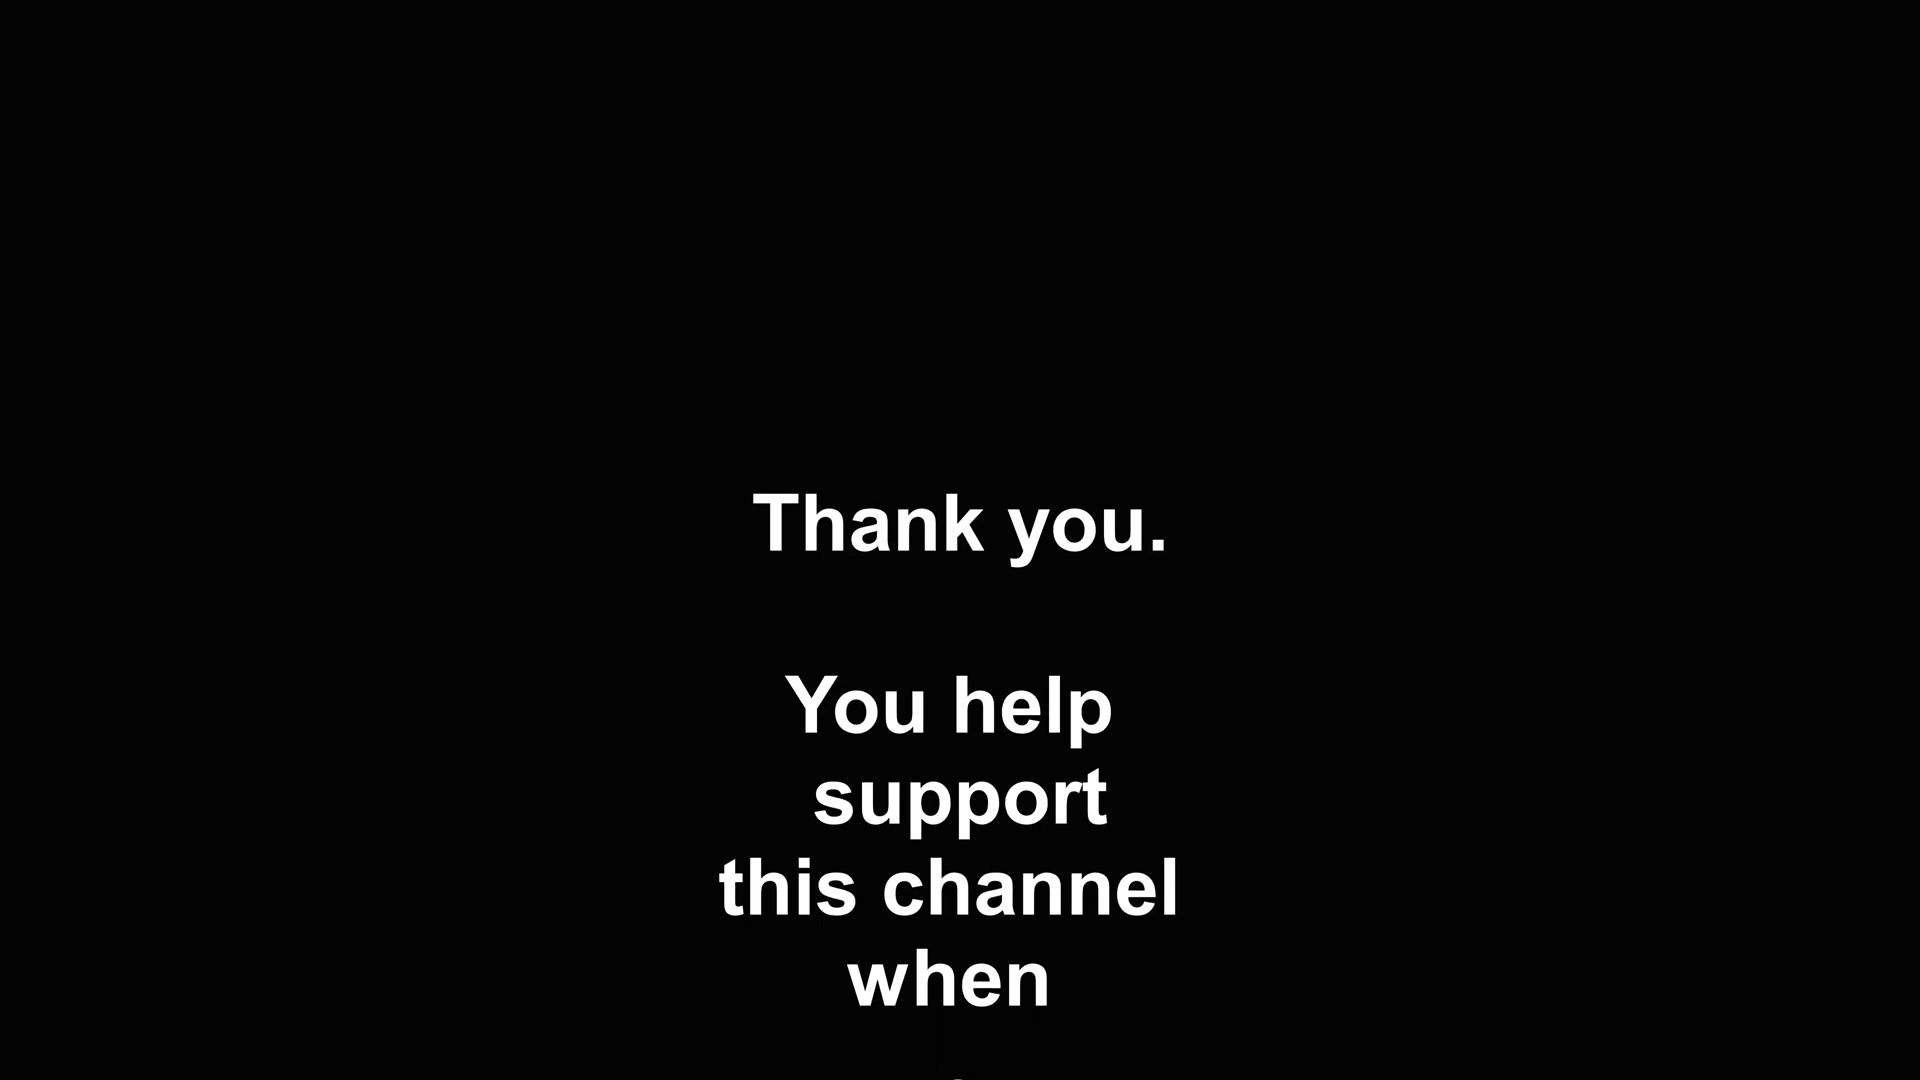 Thank you.
You help
support
this channel
when